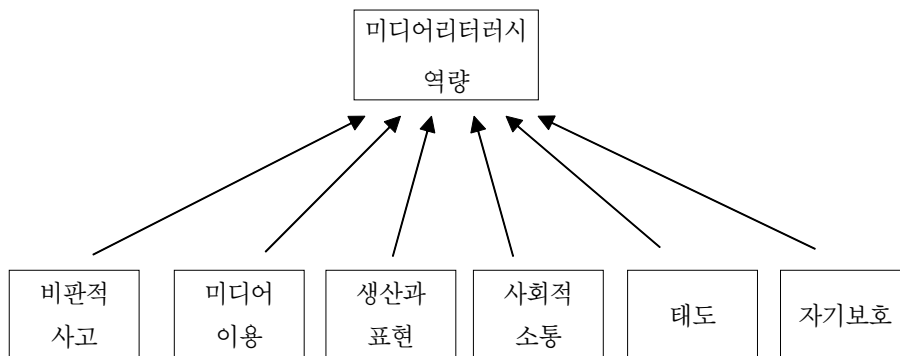 미디어리터러시
역량
비판적
사고
미디어
이용
생산과
표현
사회적
소통
태도
자기보호